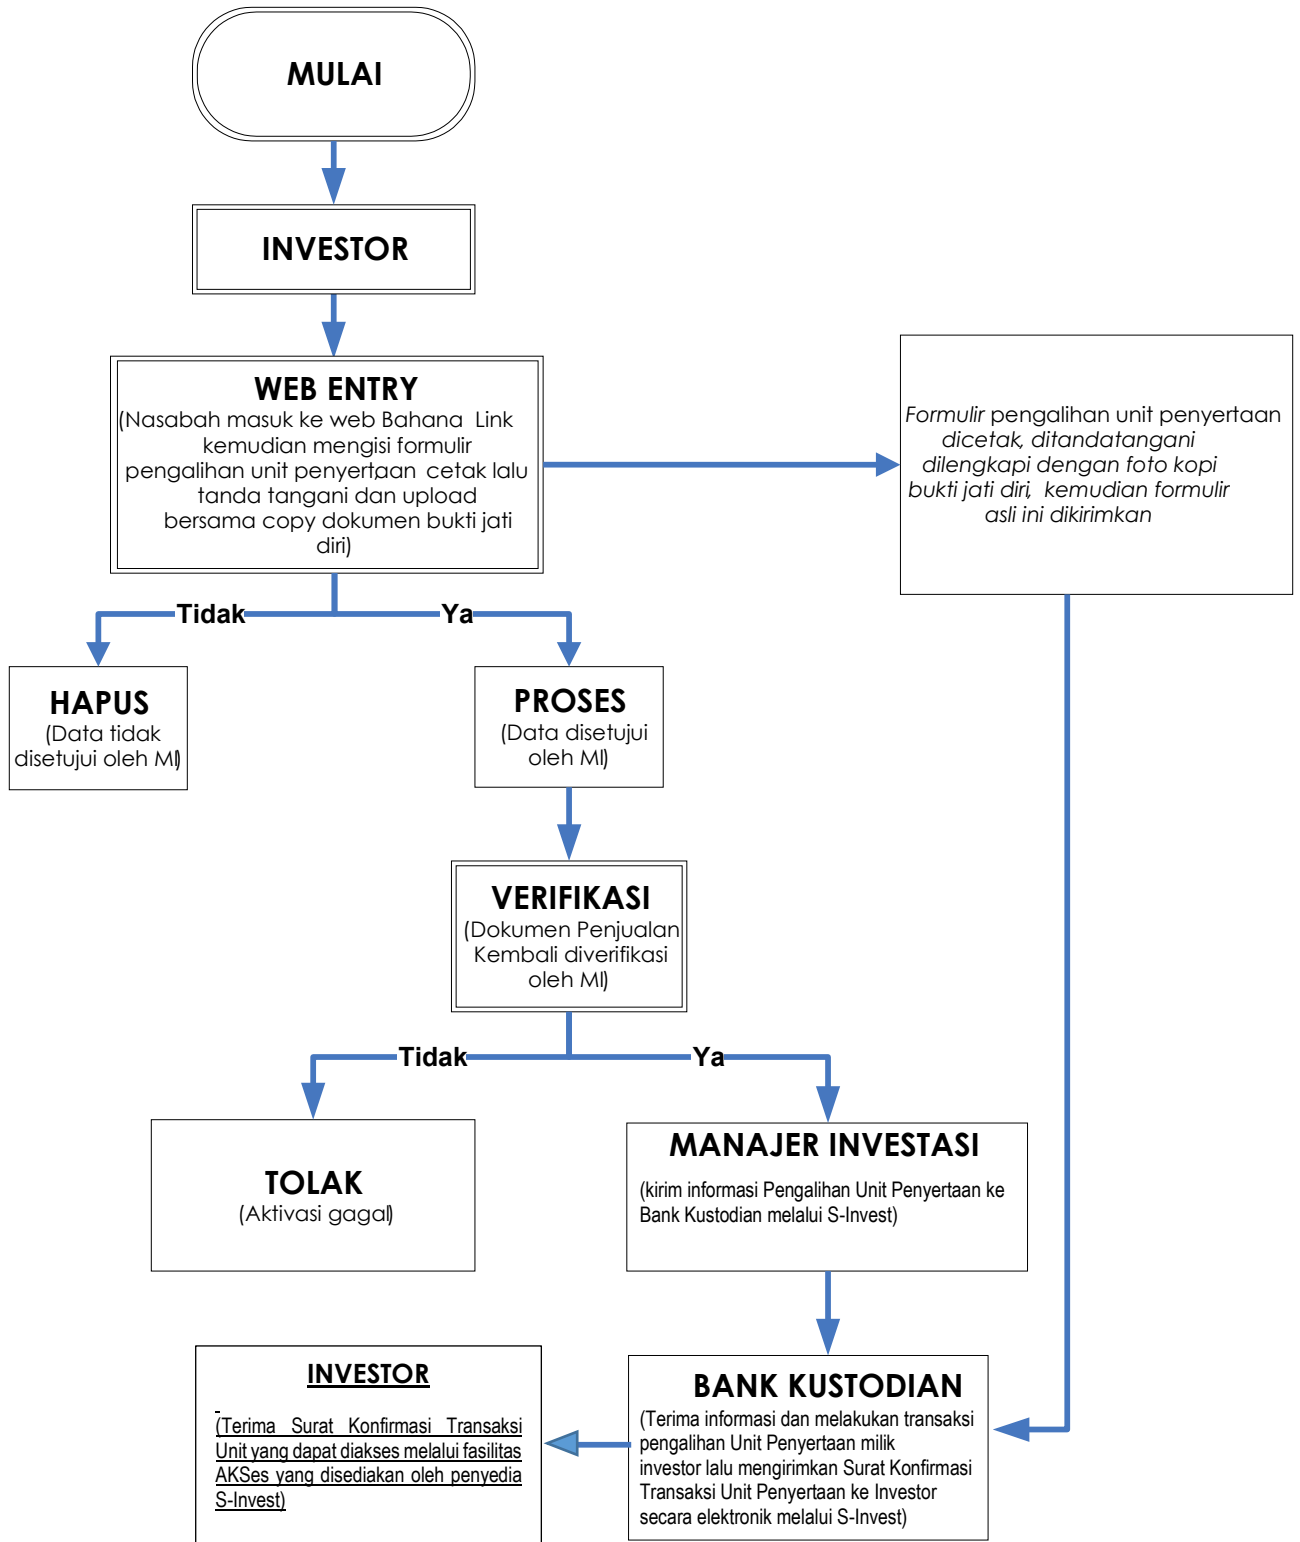 MULAI
INVESTOR
WEB ENTRY
(Nasabah masuk ke web Bahana Link
kemudian mengisi formulir
pengalihan unit penyertaan cetak lalu
tanda tangani dan upload
bersama copy dokumen bukti jati
diri)
Formulir pengalihan unit penyertaan
dicetak, ditandatangani
dilengkapi dengan foto kopi
bukti jati diri, kemudian formulir
asli ini dikirimkan
Tidak
Ya
HAPUS
(Data tidak
disetujui oleh MI)
PROSES
(Data disetujui
oleh MI)
VERIFIKASI
(Dokumen Penjualan
Kembali diverifikasi
oleh MI)
Tidak
Ya
TOLAK
(Aktivasi gagal)
MANAJER INVESTASI
(kirim informasi Pengalihan Unit Penyertaan ke
Bank Kustodian melalui S-Invest)
INVESTOR
(Terima Surat Konfirmasi Transaksi
Unit yang dapat diakses melalui fasilitas
AKSes yang disediakan oleh penyedia
S-Invest)
BANK KUSTODIAN
(Terima informasi dan melakukan transaksi
pengalihan Unit Penyertaan milik
investor lalu mengirimkan Surat Konfirmasi
Transaksi Unit Penyertaan ke Investor
secara elektronik melalui S-Invest)